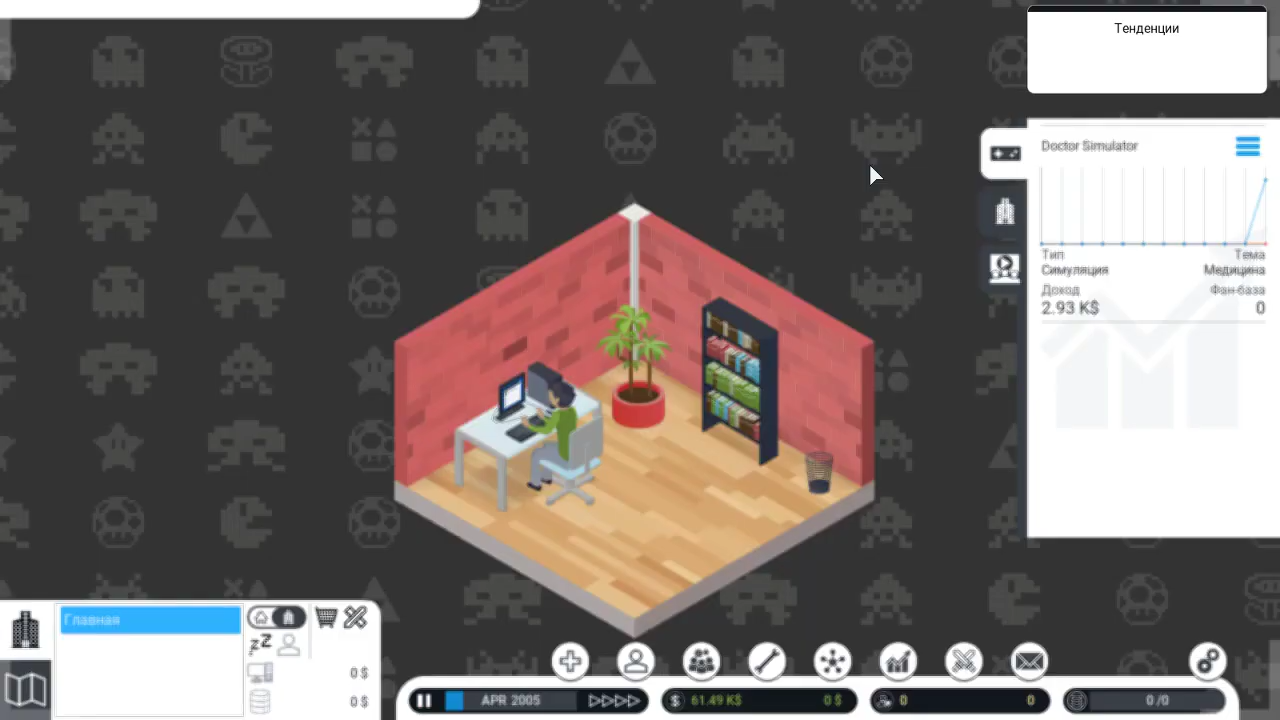 Тенденции
Doctor Simulator
Тип
Тема
Симуляция
Медицина
Доход
Фан-база
2.93 K$
0
Главная
0 $
0 $
APR 2005
61.49 K$
0 $
0
0
0 /0